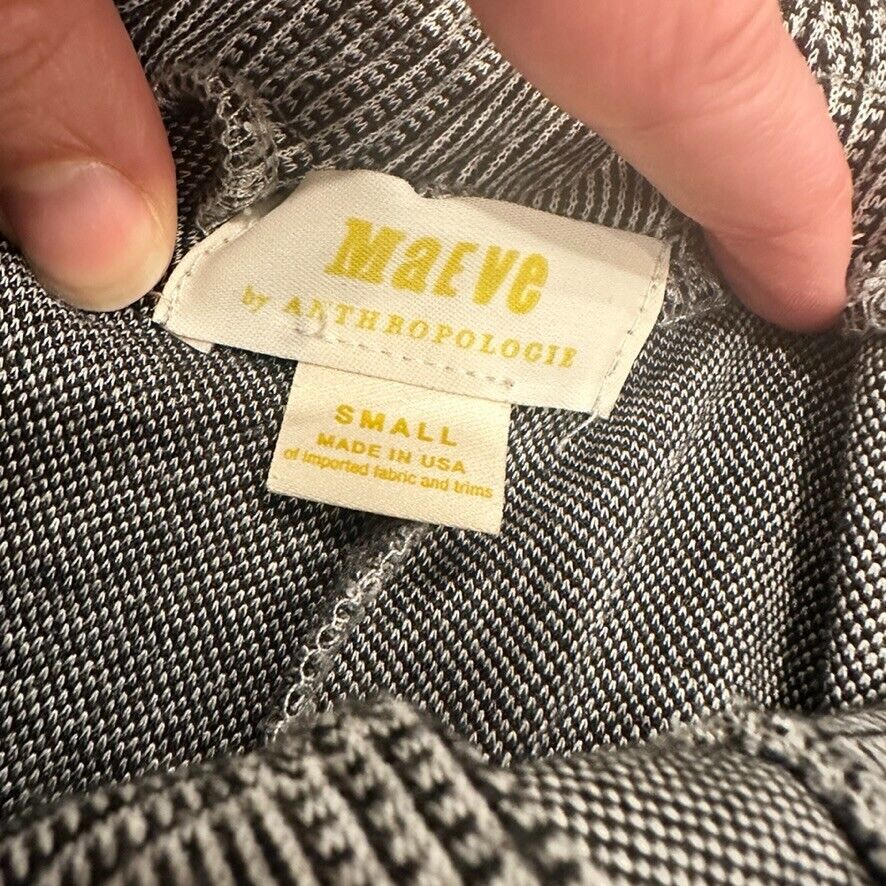 MaEVe
by ANTHROPOLOGIE
SMALL
MADE IN USA
of imported fabric and trims